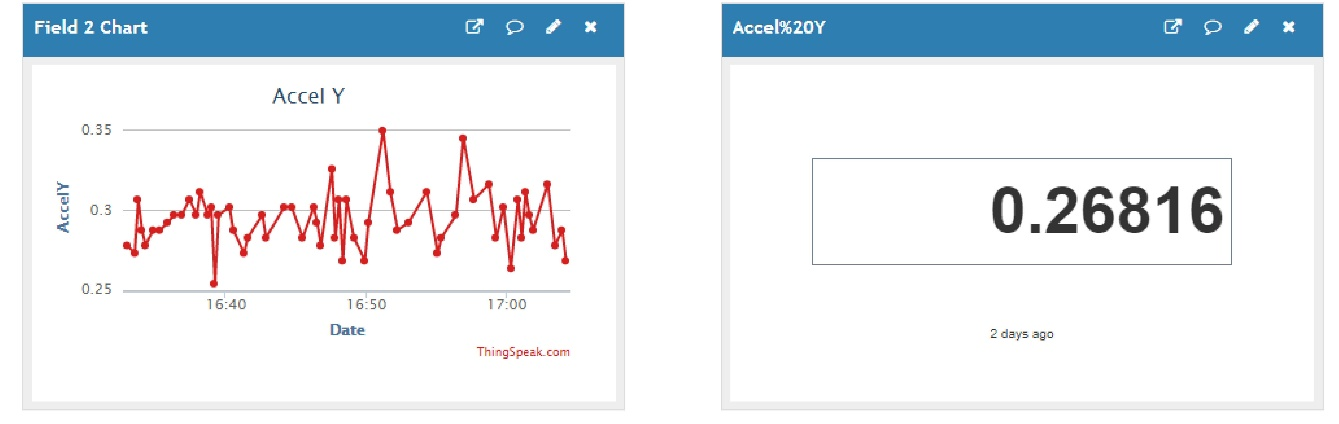 Field 2 Chart
Accel Y
0.35
0.3
0.25
AccelY
16:40 16:50 17:00
Date
ThingSpeak.com
Accel%20Y
0.26816
2 days ago